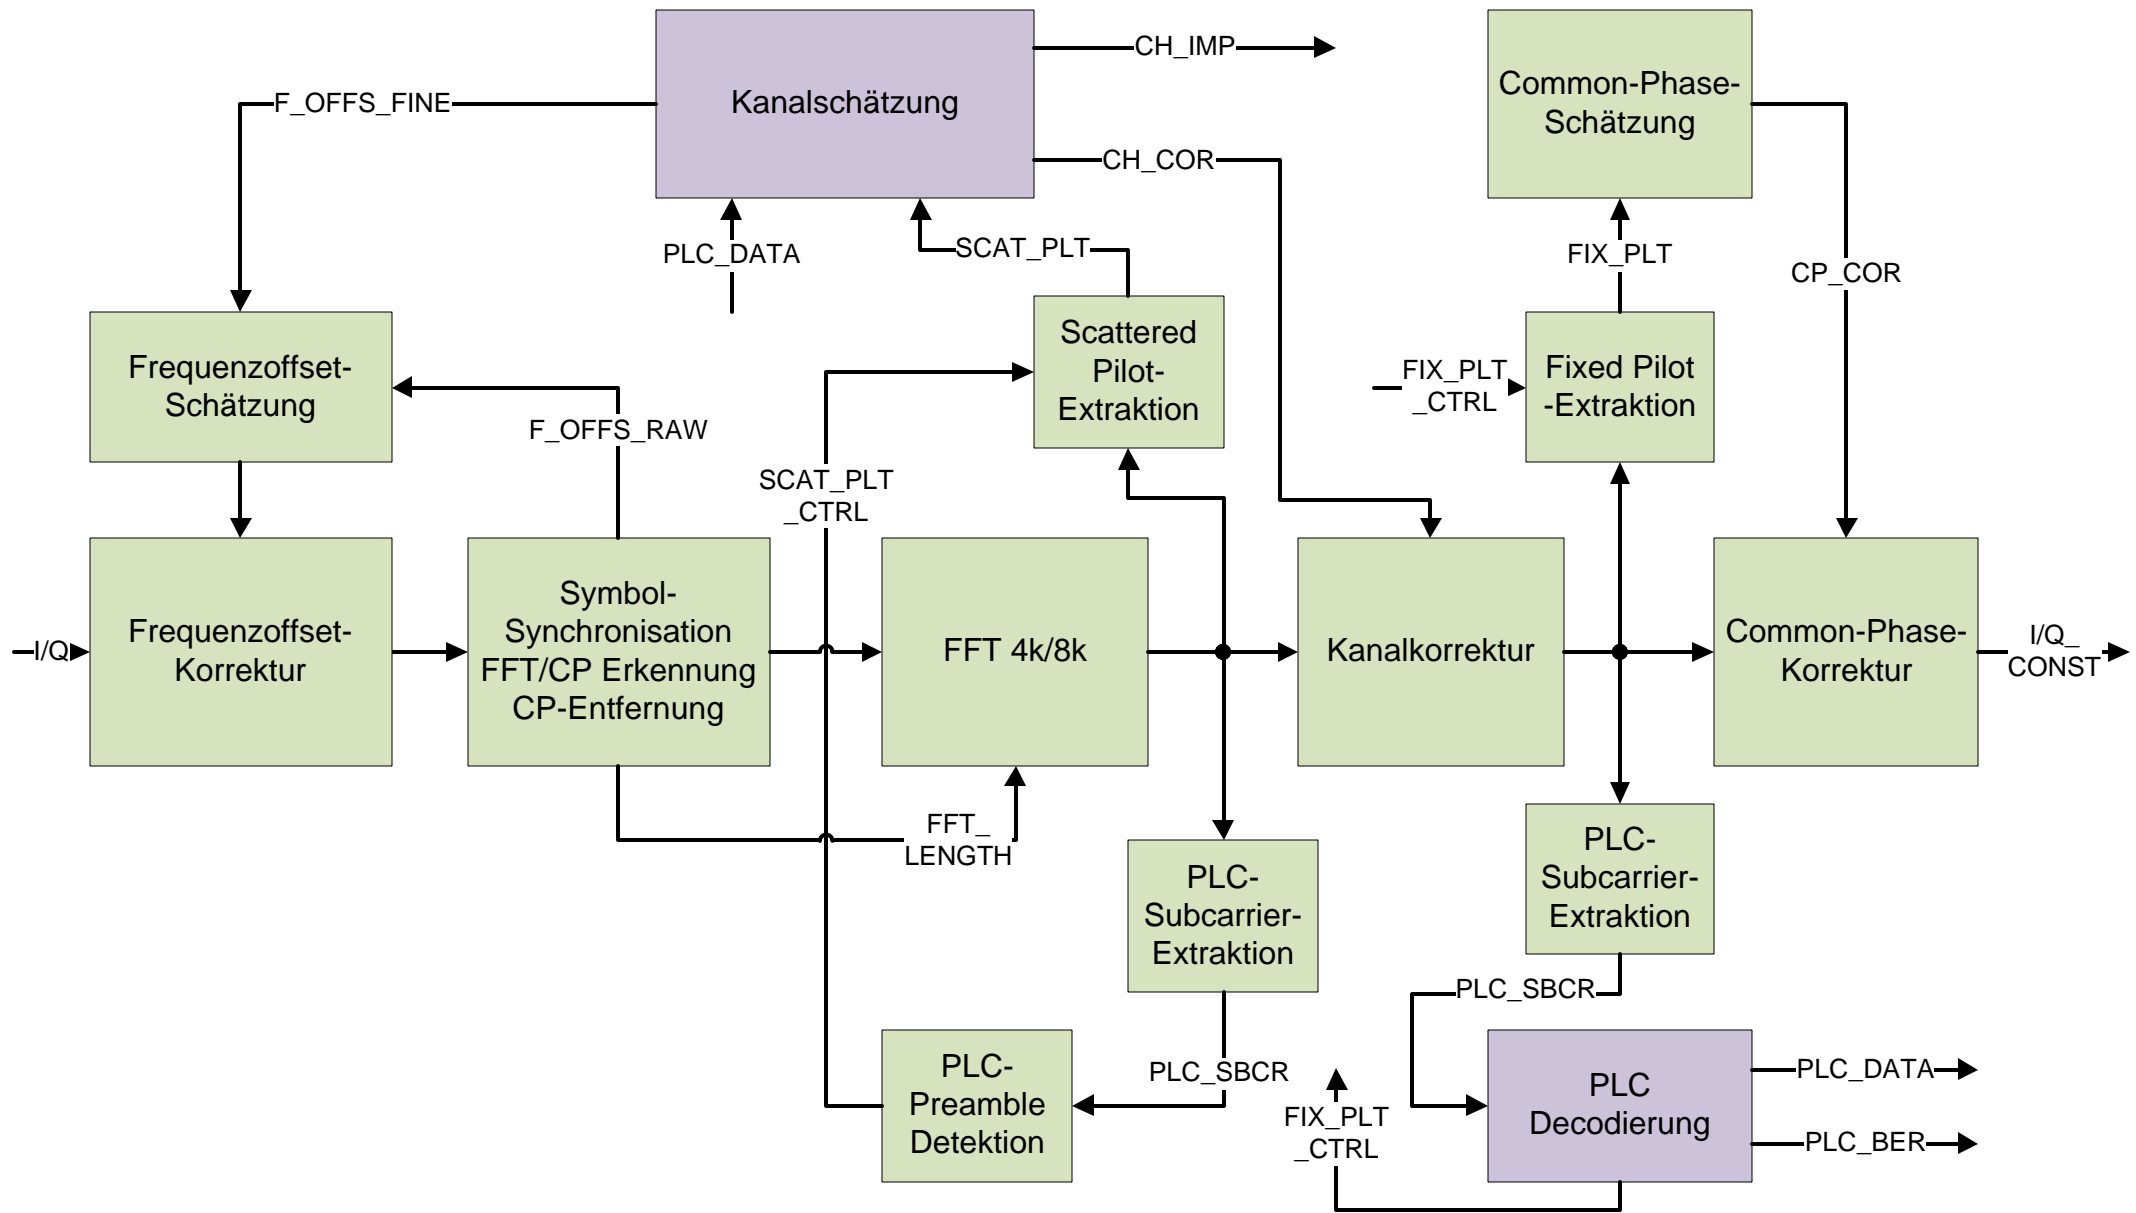 CH_IMP
Kanalschätzung
F_OFFS_FINE
CH_COR
Common-Phase-
Schätzung
PLC_DATA
SCAT_PLT
FIX_PLT
CP_COR
Frequenzoffset-
Schätzung
F_OFFS_RAW
Scattered
Pilot-
Extraktion
FIX_PLT
_CTRL
Fixed Pilot
-Extraktion
SCAT_PLT
_CTRL
I/Q
Frequenzoffset-
Korrektur
Symbol-
Synchronisation
FFT/CP Erkennung
CP-Entfernung
FFT 4k/8k
Kanalkorrektur
Common-Phase-
Korrektur
I/Q_
CONST
FFT_
LENGTH
PLC-
Subcarrier-
Extraktion
PLC-
Subcarrier-
Extraktion
PLC_SBCR
PLC-
Preamble
Detektion
PLC_SBCR
FIX_PLT
_CTRL
PLC
Decodierung
PLC_DATA
PLC_BER